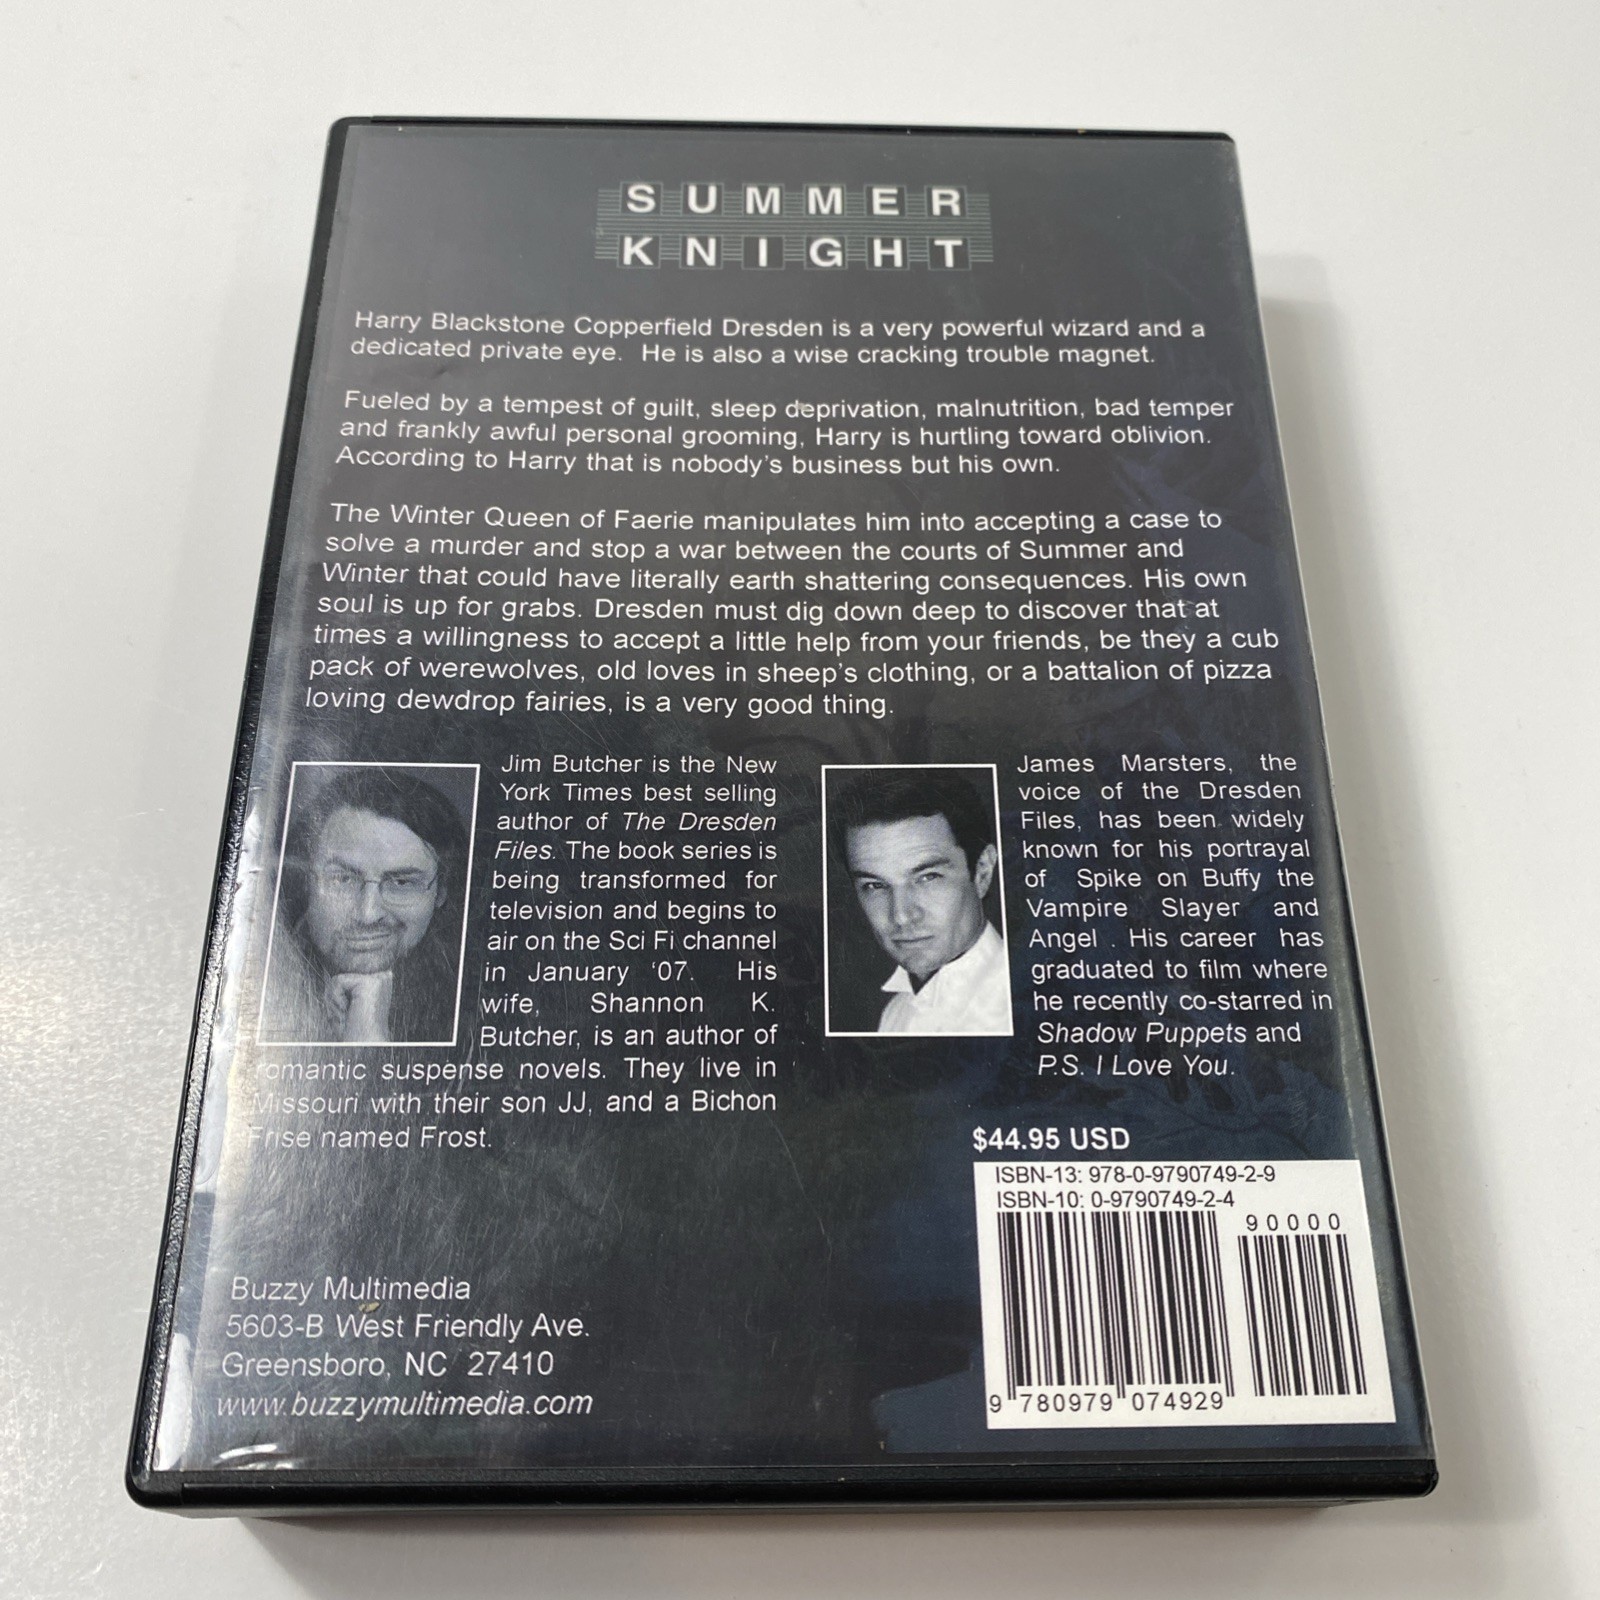 SUMMER
KNIGHT
Harry Blackstone Copperfield Dresden is a very powerful wizard and a
dedicated private eye. He is also a wise cracking trouble magnet.
Fueled by a tempest of guilt, sleep deprivation, malnutrition, bad temper
and frankly awful personal grooming, Harry is hurtling toward oblivion.
According to Harry that is nobody's business but his own.
The Winter Queen of Faerie manipulates him into accepting a case to
solve a murder and stop a war between the courts of Summer and
Winter that could have literally earth shattering consequences. His own
soul is up for grabs. Dresden must dig down deep to discover that at
times a willingness to accept a little help from your friends, be they a cub
pack of werewolves, old loves in sheep's clothing, or a battalion of pizza
loving dewdrop fairies, is a very good thing.
Jim Butcher is the New
York Times best selling
author of The Dresden
Files. The book series is
being transformed for
television and begins to
air on the Sci Fi channel
in January '07. His
wife, Shannon K.
Butcher, is an author of
romantic suspense novels. They live in
Missouri with their son JJ, and a Bichon
Frise named Frost.
James Marsters, the
voice of the Dresden
Files, has been widely
known for his portrayal
of Spike on Buffy the
Vampire Slayer and
Angel . His career has
graduated to film where
he recently co-starred in
Shadow Puppets and
P.S. I Love You.
$44.95 USD
ISBN-13: 978-0-9790749-2-9
ISBN-10: 0-9790749-2-4
90000
9 780979 074929
Buzzy Multimedia
5603-B West Friendly Ave.
Greensboro, NC 27410
www.buzzymultimedia.com